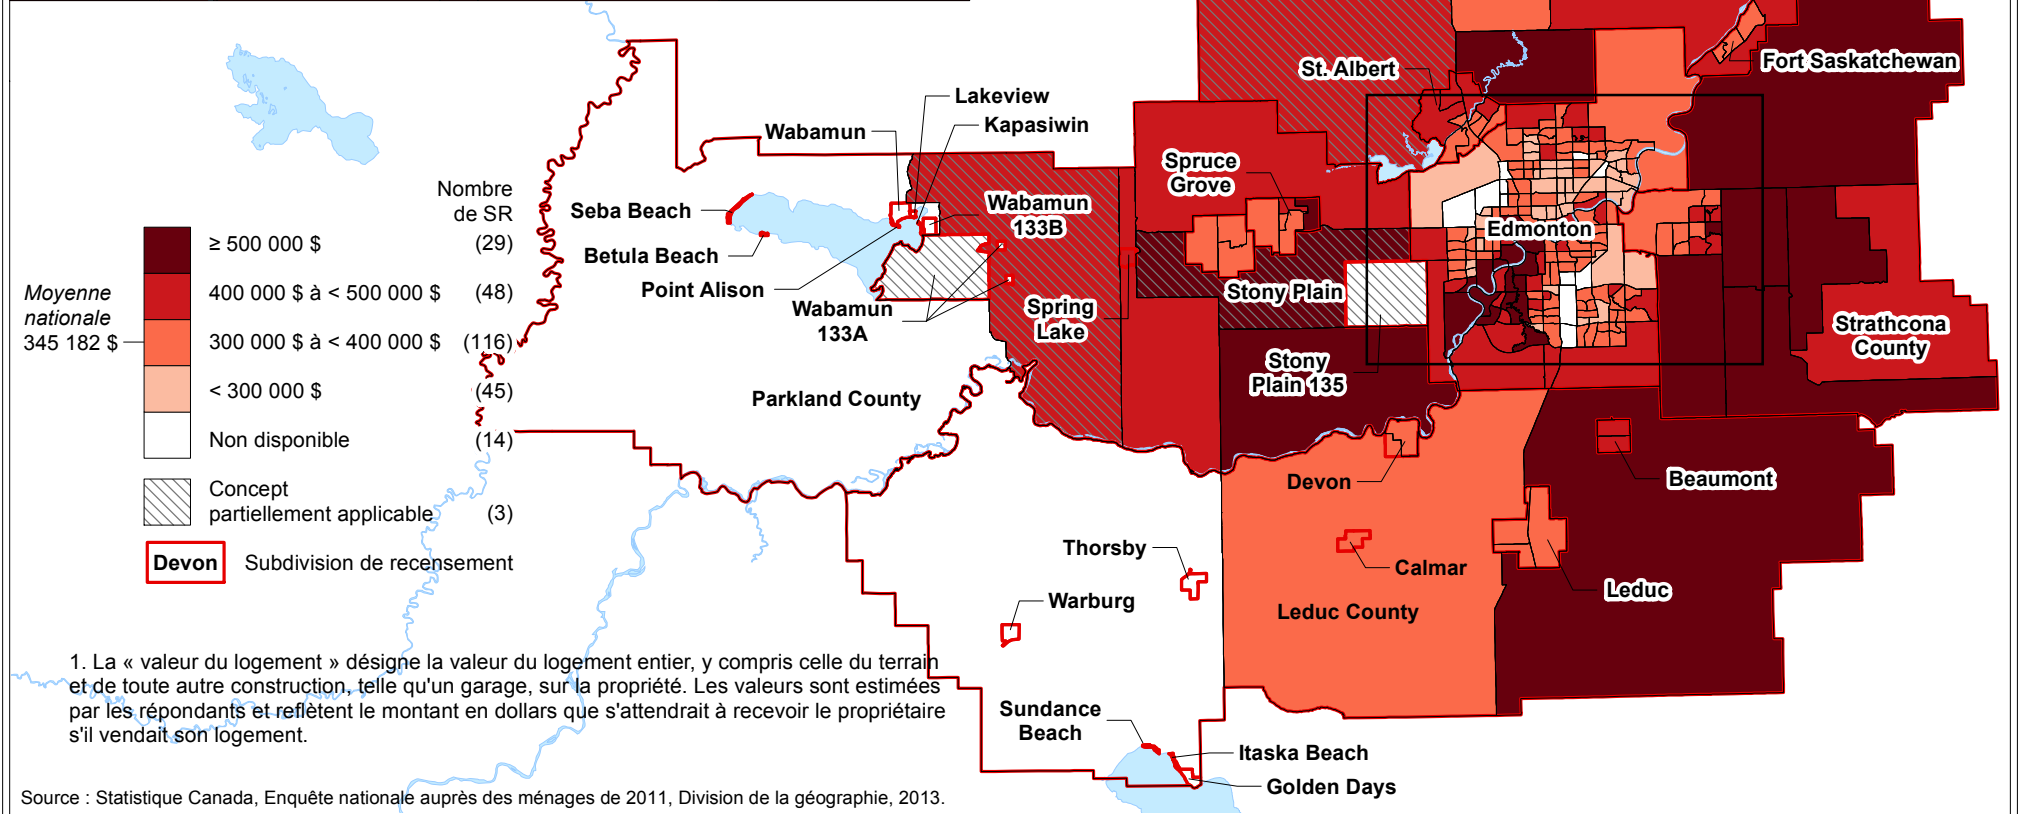 Nombre
de SR
≥ 500 000 $ (29)
400 000 $ à < 500 000 $ (48)
Moyenne
nationale
345 182 $
300 000 $ à < 400 000 $ (116)
< 300 000 $ (45)
Non disponible (14)
Concept
partiellement applicable (3)
Devon Subdivision de recensement
Lakeview
Kapasiwin
Wabamun
Seba Beach
Betula Beach
Point Alison
Wabamun
133A
Wabamun
133B
Spring
Lake
Spruce
Grove
St. Albert
Fort Saskatchewan
Edmonton
Stony Plain
Stony
Plain 135
Strathcona
County
Parkland County
Devon
Beaumont
Thorsby
Calmar
Warburg
Leduc County
Leduc
Sundance
Beach
Itaska Beach
Golden Days
1. La « valeur du logement » désigne la valeur du logement entier, y compris celle du terrain
et de toute autre construction, telle qu'un garage, sur la propriété. Les valeurs sont estimées
par les répondants et reflètent le montant en dollars que s'attendrait à recevoir le propriétaire
s'il vendait son logement.
Source : Statistique Canada, Enquête nationale auprès des ménages de 2011, Division de la géographie, 2013.